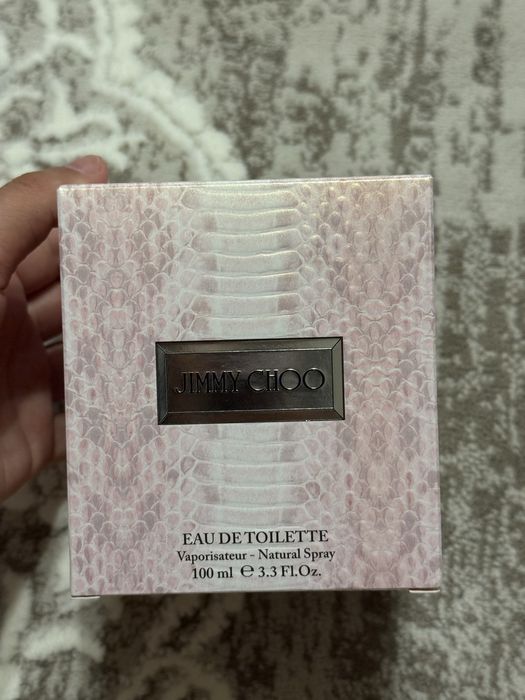 JIMMY CHOO
EAU DE TOILETTE
Vaporisateur - Natural Spray
100 ml ℮ 3.3 Fl.Oz.